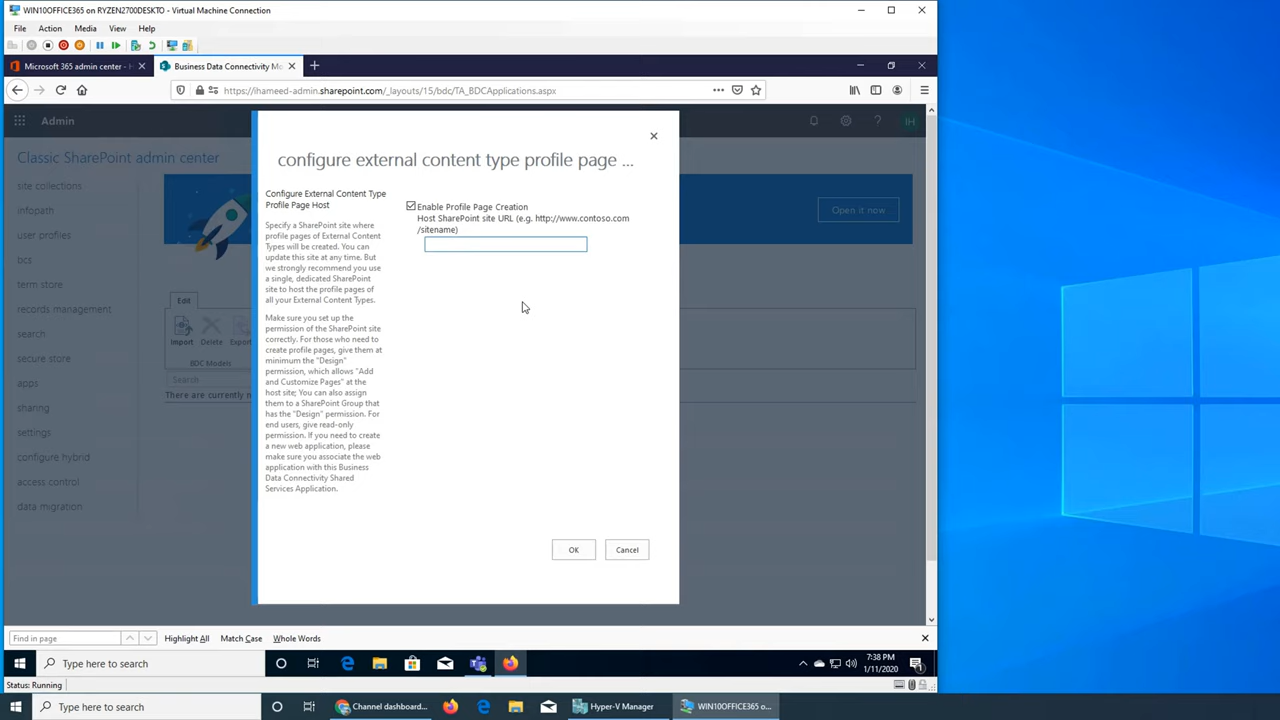 WIN10OFFICE365 on RYZEN2700DESKTO - Virtual Machine Connection
File Action Media View Help
Microsoft 365 admin center - H
Business Data Connectivity Mo
https://ihameed-admin.sharepoint.com/_layouts/15/bdc/TA_BDCApplications.aspx
Admin
IH
Classic SharePoint admin center
site collections
infopath
user profiles
bcs
term store
records management
search
secure store
apps
sharing
settings
configure hybrid
access control
data migration
Open it now
Edit
Import Delete Export
BDC Models
Search
There are currently n
configure external content type profile page ...
Configure External Content Type
Profile Page Host
Specify a SharePoint site where
profile pages of External Content
Types will be created. You can
update this site at any time. But
we strongly recommend you use
a single, dedicated SharePoint
site to host the profile pages of
all your External Content Types.
Make sure you set up the
permission of the SharePoint site
correctly. For those who need to
create profile pages, give them at
minimum the "Design"
permission, which allows "Add
and Customize Pages" at the
host site; You can also assign
them to a SharePoint Group that
has the "Design" permission. For
end users, give read-only
permission. If you need to create
a new web application, please
make sure you associate the web
application with this Business
Data Connectivity Shared
Services Application.
Enable Profile Page Creation
Host SharePoint site URL (e.g. http://www.contoso.com
/sitename)
OK
Cancel
Find in page
Highlight All Match Case Whole Words
Type here to search
7:38 PM
1/11/2020
Status: Running
Type here to search
Channel dashboard...
Hyper-V Manager
WIN10OFFICE365 o...